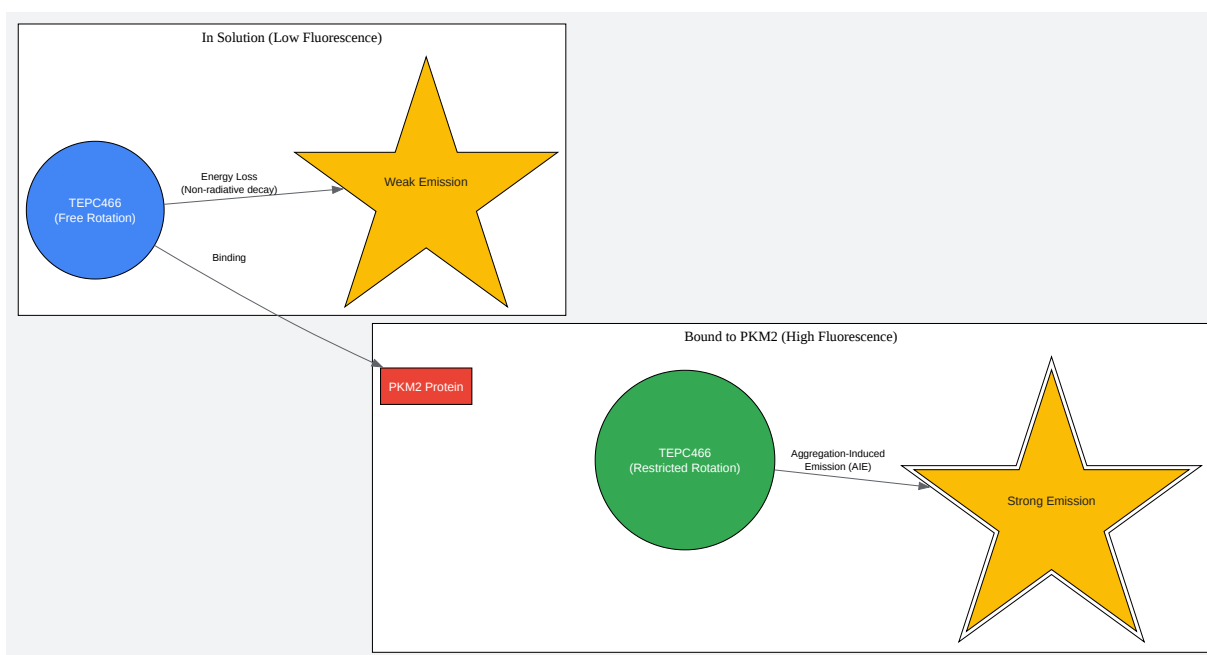 In Solution (Low Fluorescence)
TEPC466
(Free Rotation)
Energy Loss
(Non-radiative decay)
Weak Emission
Binding
Bound to PKM2 (High Fluorescence)
PKM2 Protein
TEPC466
(Restricted Rotation)
Aggregation-Induced
Emission (AIE)
Strong Emission